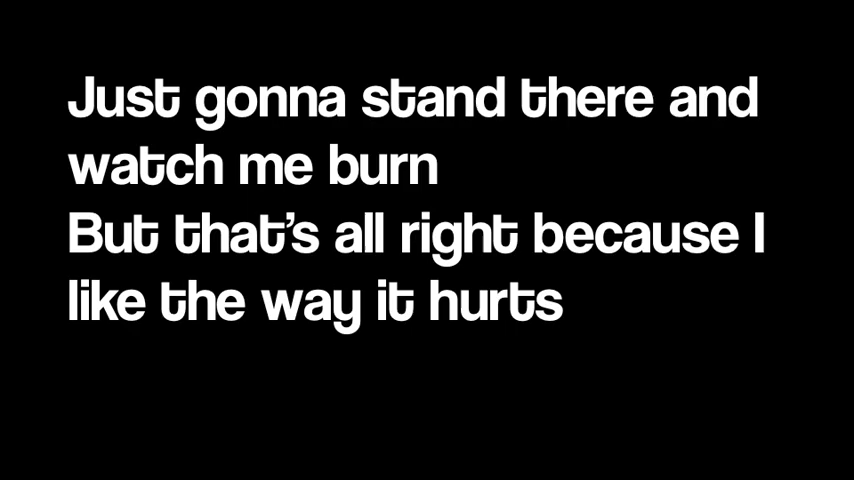 Just gonna stand there and
watch me burn
But that's all right because I
like the way it hurts